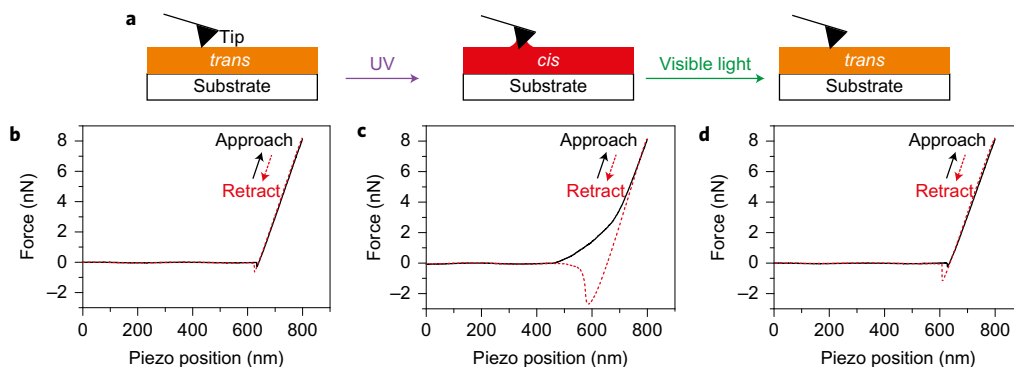 a
Tip
trans
Substrate
UV
cis
Substrate
Visible light
trans
Substrate
b
8
6
4
2
0
–2
Force (nN)
Approach
Retract
0 200 400 600 800
Piezo position (nm)
c
8
6
4
2
0
–2
Force (nN)
Approach
Retract
0 200 400 600 800
Piezo position (nm)
d
8
6
4
2
0
–2
Force (nN)
Approach
Retract
0 200 400 600 800
Piezo position (nm)